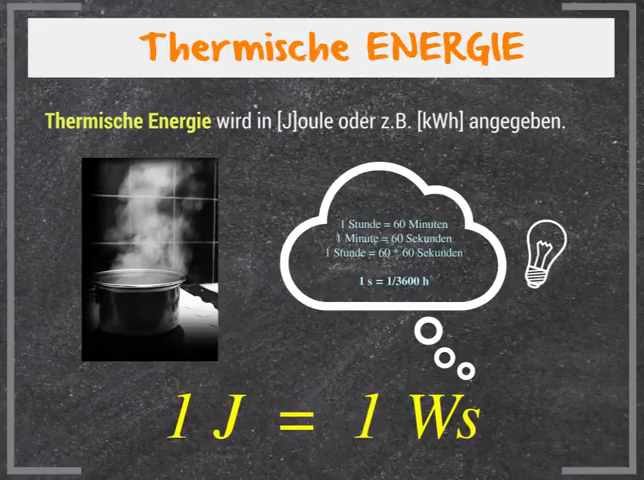 Thermische ENERGIE
Thermische Energie wird in [J]oule oder z.B. [kWh] angegeben.
1 Stunde = 60 Minuten
1 Minute = 60 Sekunden
1 Stunde = 60 * 60 Sekunden
1 s = 1/3600 h
1 J = 1 Ws